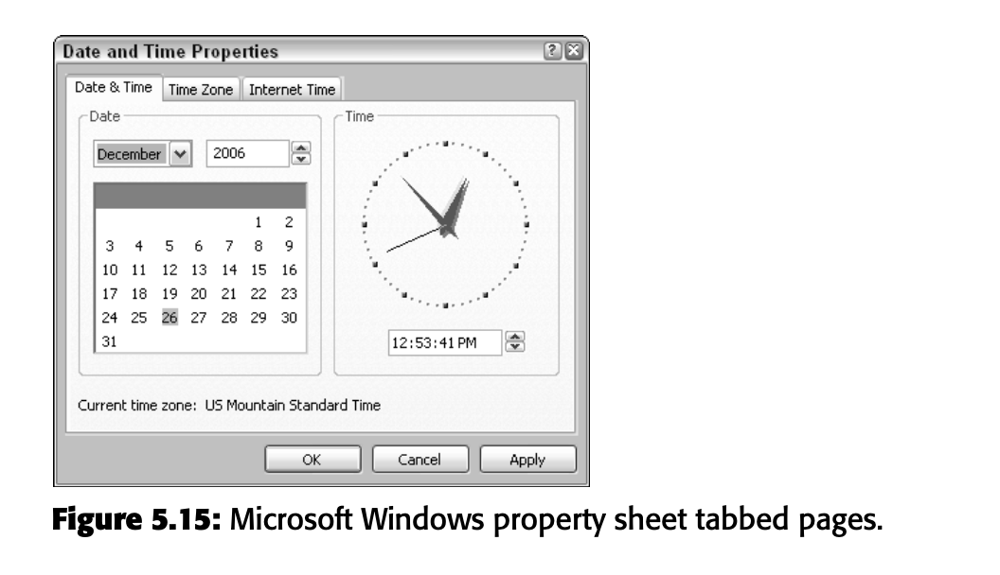 Date and Time Properties
Date & Time Time Zone Internet Time
Date
December 2006
1 2
3 4 5 6 7 8 9
10 11 12 13 14 15 16
17 18 19 20 21 22 23
24 25 26 27 28 29 30
31
Time
12:53:41 PM
Current time zone: US Mountain Standard Time
OK Cancel Apply
Figure 5.15: Microsoft Windows property sheet tabbed pages.